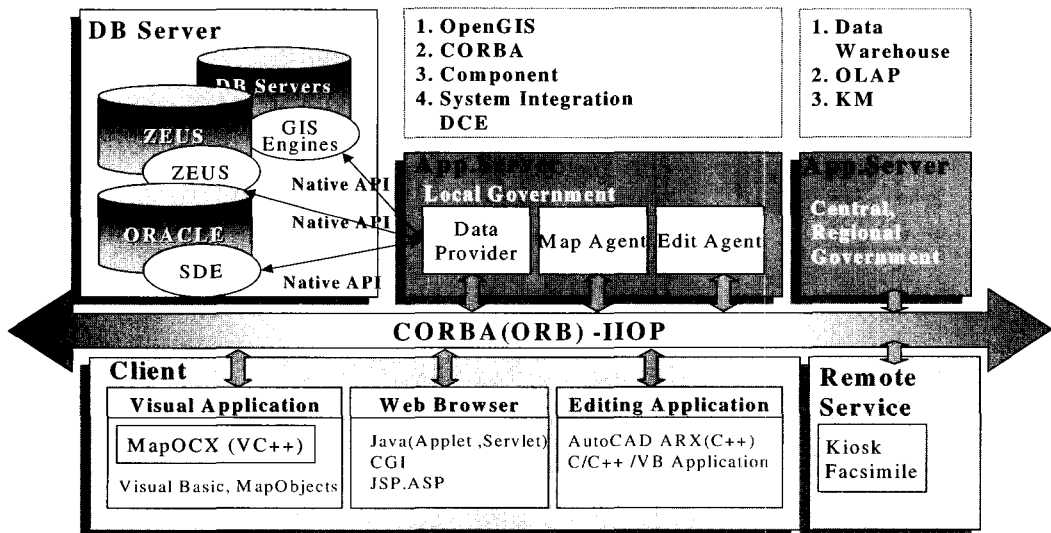 DB Server
DB Servers
GIS
Engines
ZEUS
ZEUS
ORACLE
SDE
Native API
Native API
Native API
1. OpenGIS
2. CORBA
3. Component
4. System Integration
DCE
1. Data
Warehouse
2. OLAP
3. KM
App.Server
Local Government
Data
Provider
Map Agent
Edit Agent
App.Server
Central,
Regional
Government
CORBA(ORB) -IIOP
Client
Visual Application
MapOCX (VC++)
Visual Basic, MapObjects
Web Browser
Java(Applet ,Servlet)
CGI
JSP.ASP
Editing Application
AutoCAD ARX(C++)
C/C++ /VB Application
Remote
Service
Kiosk
Facsimile